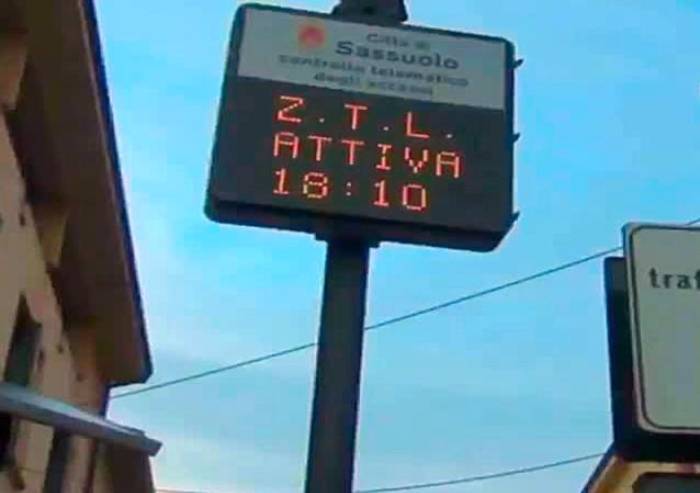 Città di
Sassuolo
controllo telematico
degli accessi
Z.T.L.
ATTIVA
18:10
traf